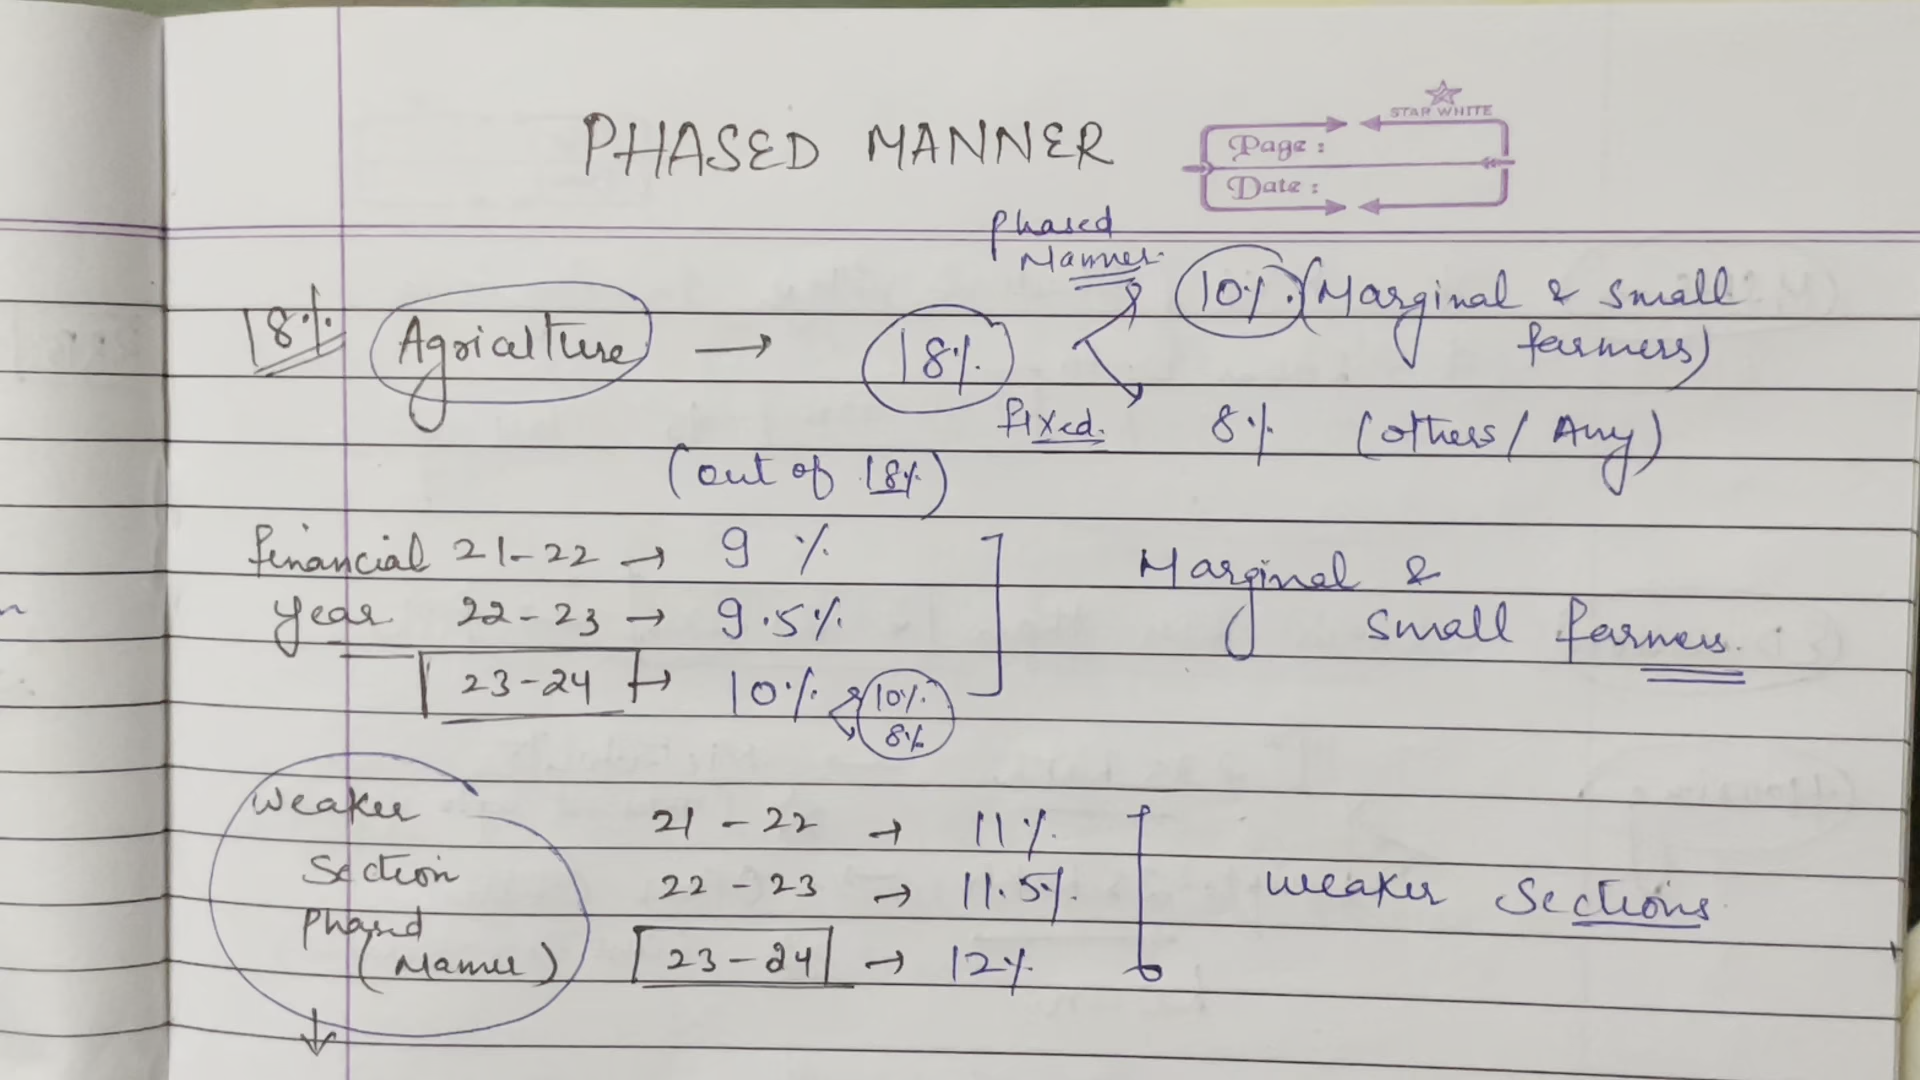 PHASED MANNER
STAR WHITE
Page :
Date :
Phased
Manner
18% Agriculture → 18%
10% (Marginal & small
farmers)
fixed. 8% (others / Any)
(out of 18%)
financial 21-22 → 9 %
year 22-23 → 9.5%
23-24 → 10% 10%
8%
Marginal &
small farmers.
Weaker
Section
Phased
(Manner)
21-22 → 11%
22-23 → 11.5%
23-24 → 12%
Weaker Sections